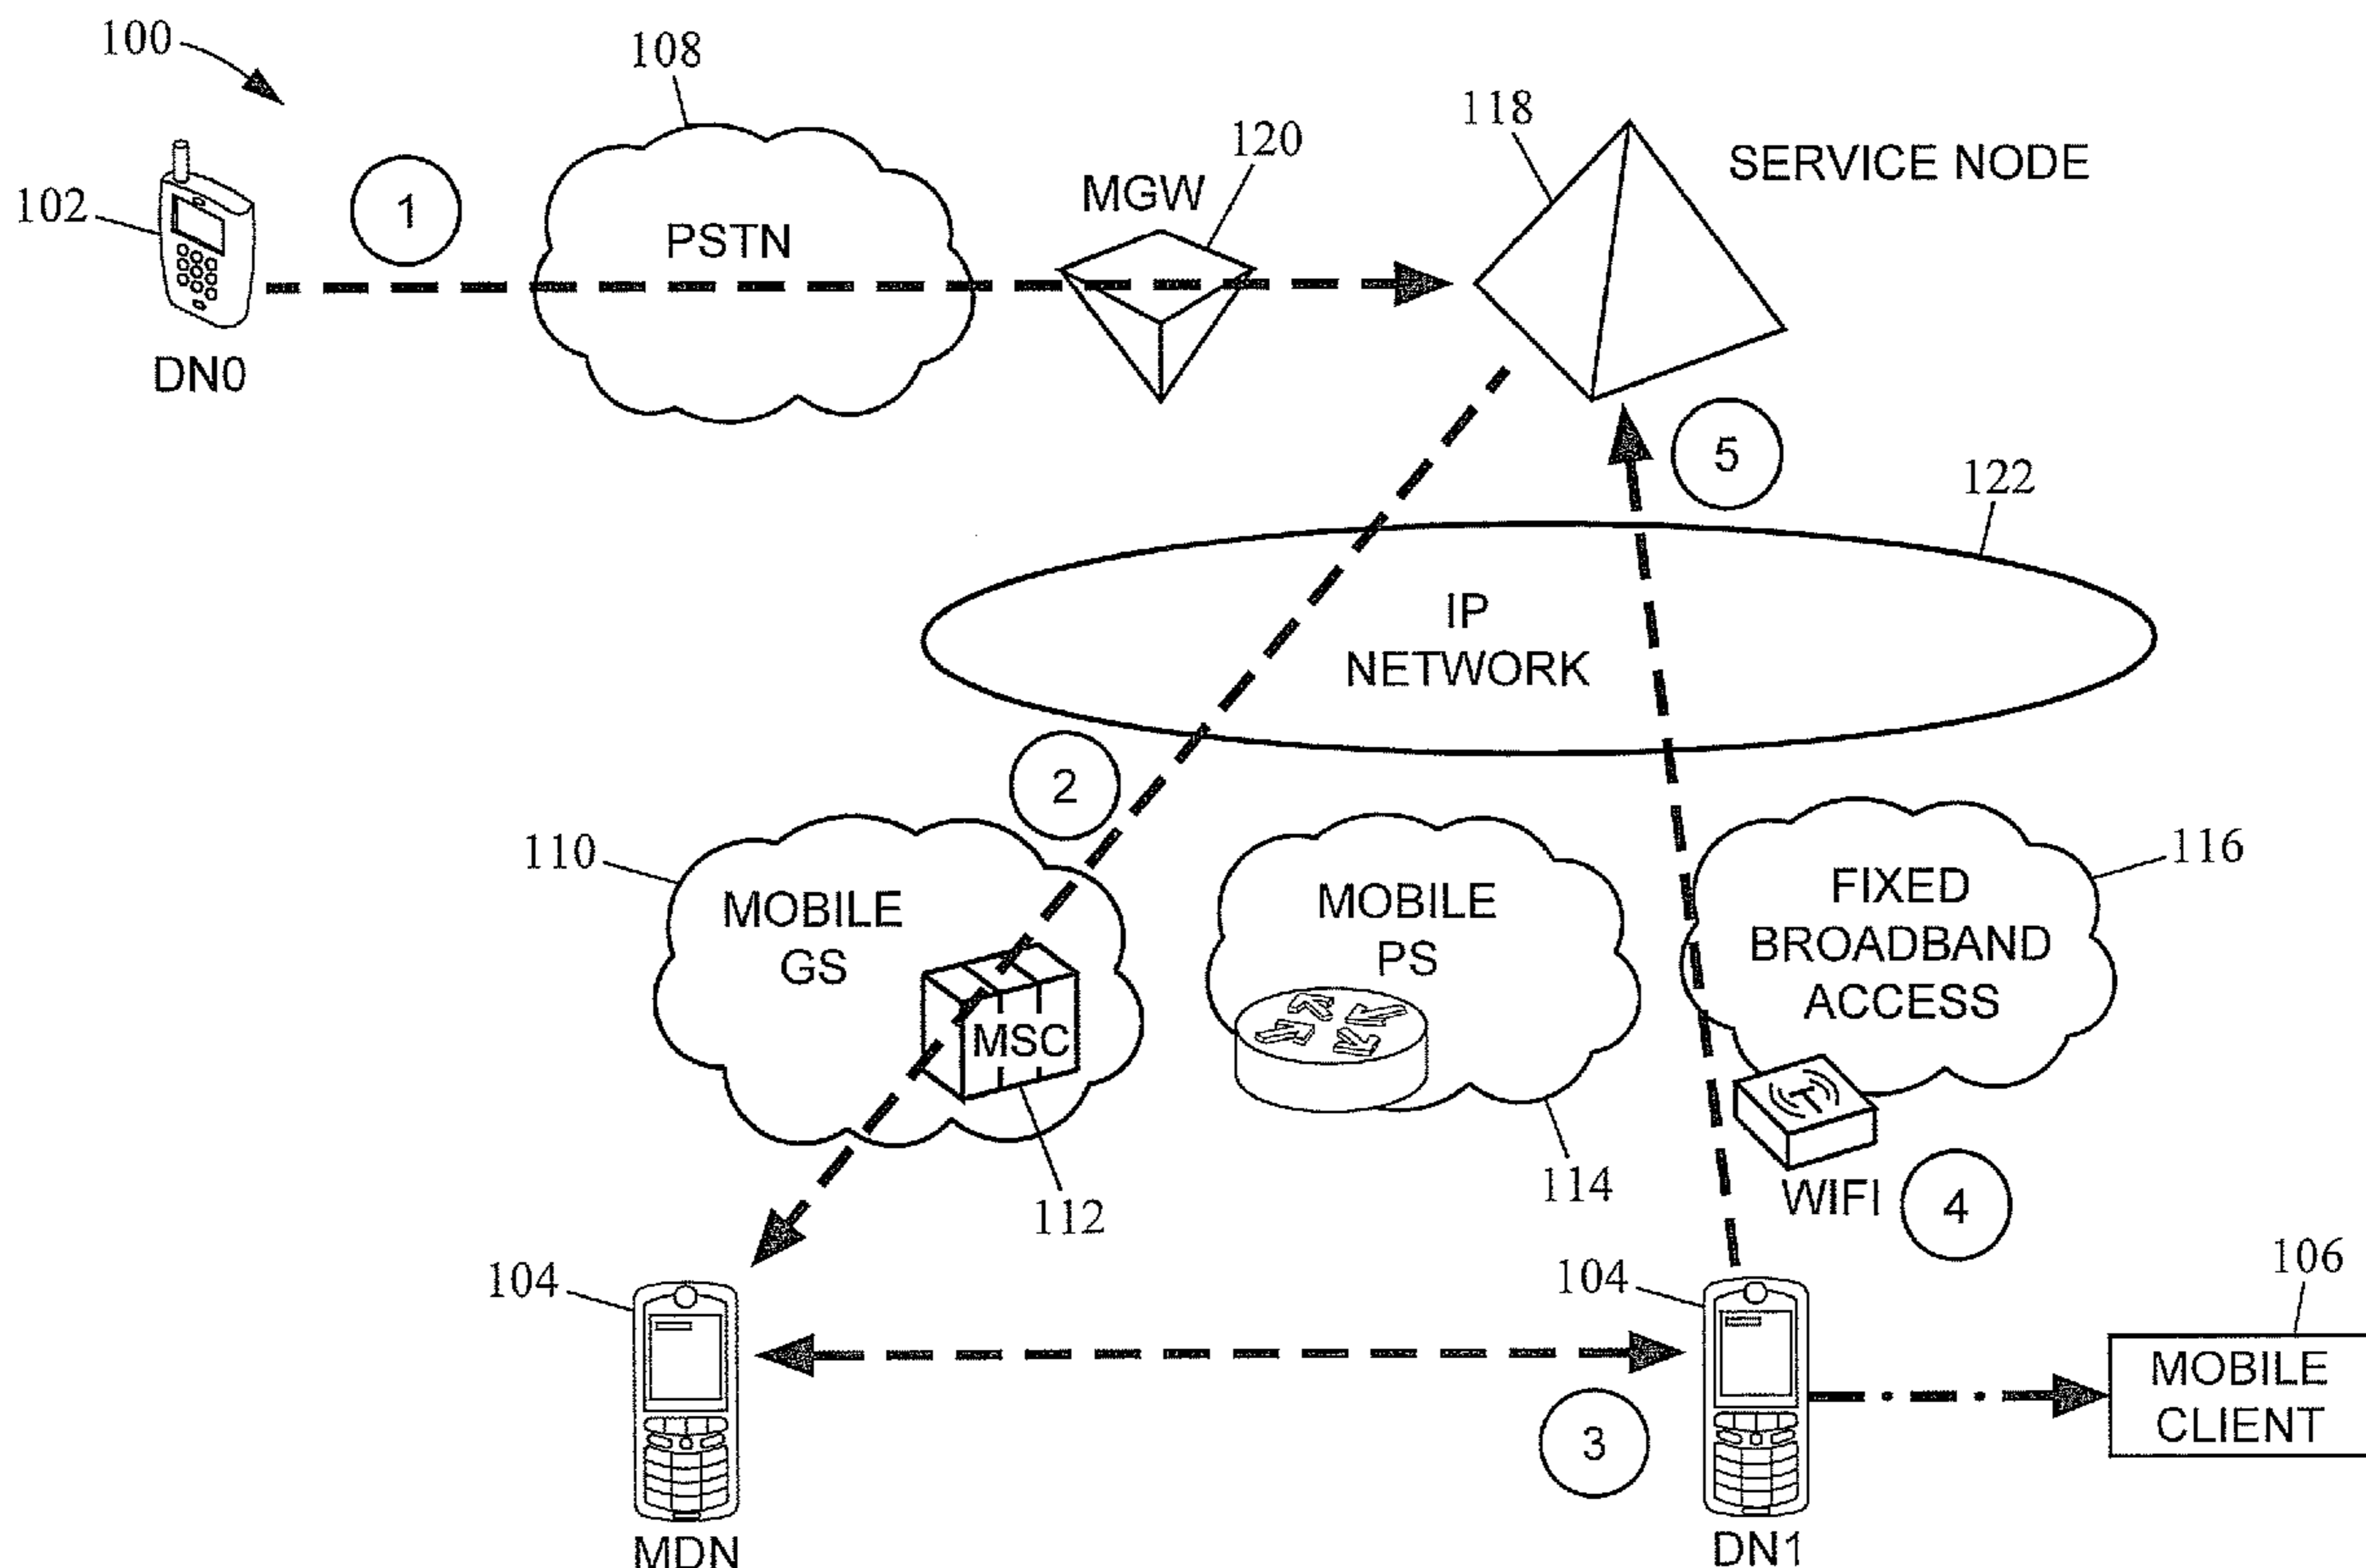 100
108
118
120
SERVICE NODE
102
1
MGW
PSTN
DN0
5
122
IP
NETWORK
2
110
116
MOBILE
GS
MOBILE
PS
FIXED
BROADBAND
ACCESS
MSC
112
114
WIFI
4
104
104
106
MOBILE
CLIENT
3
MDN
DN1